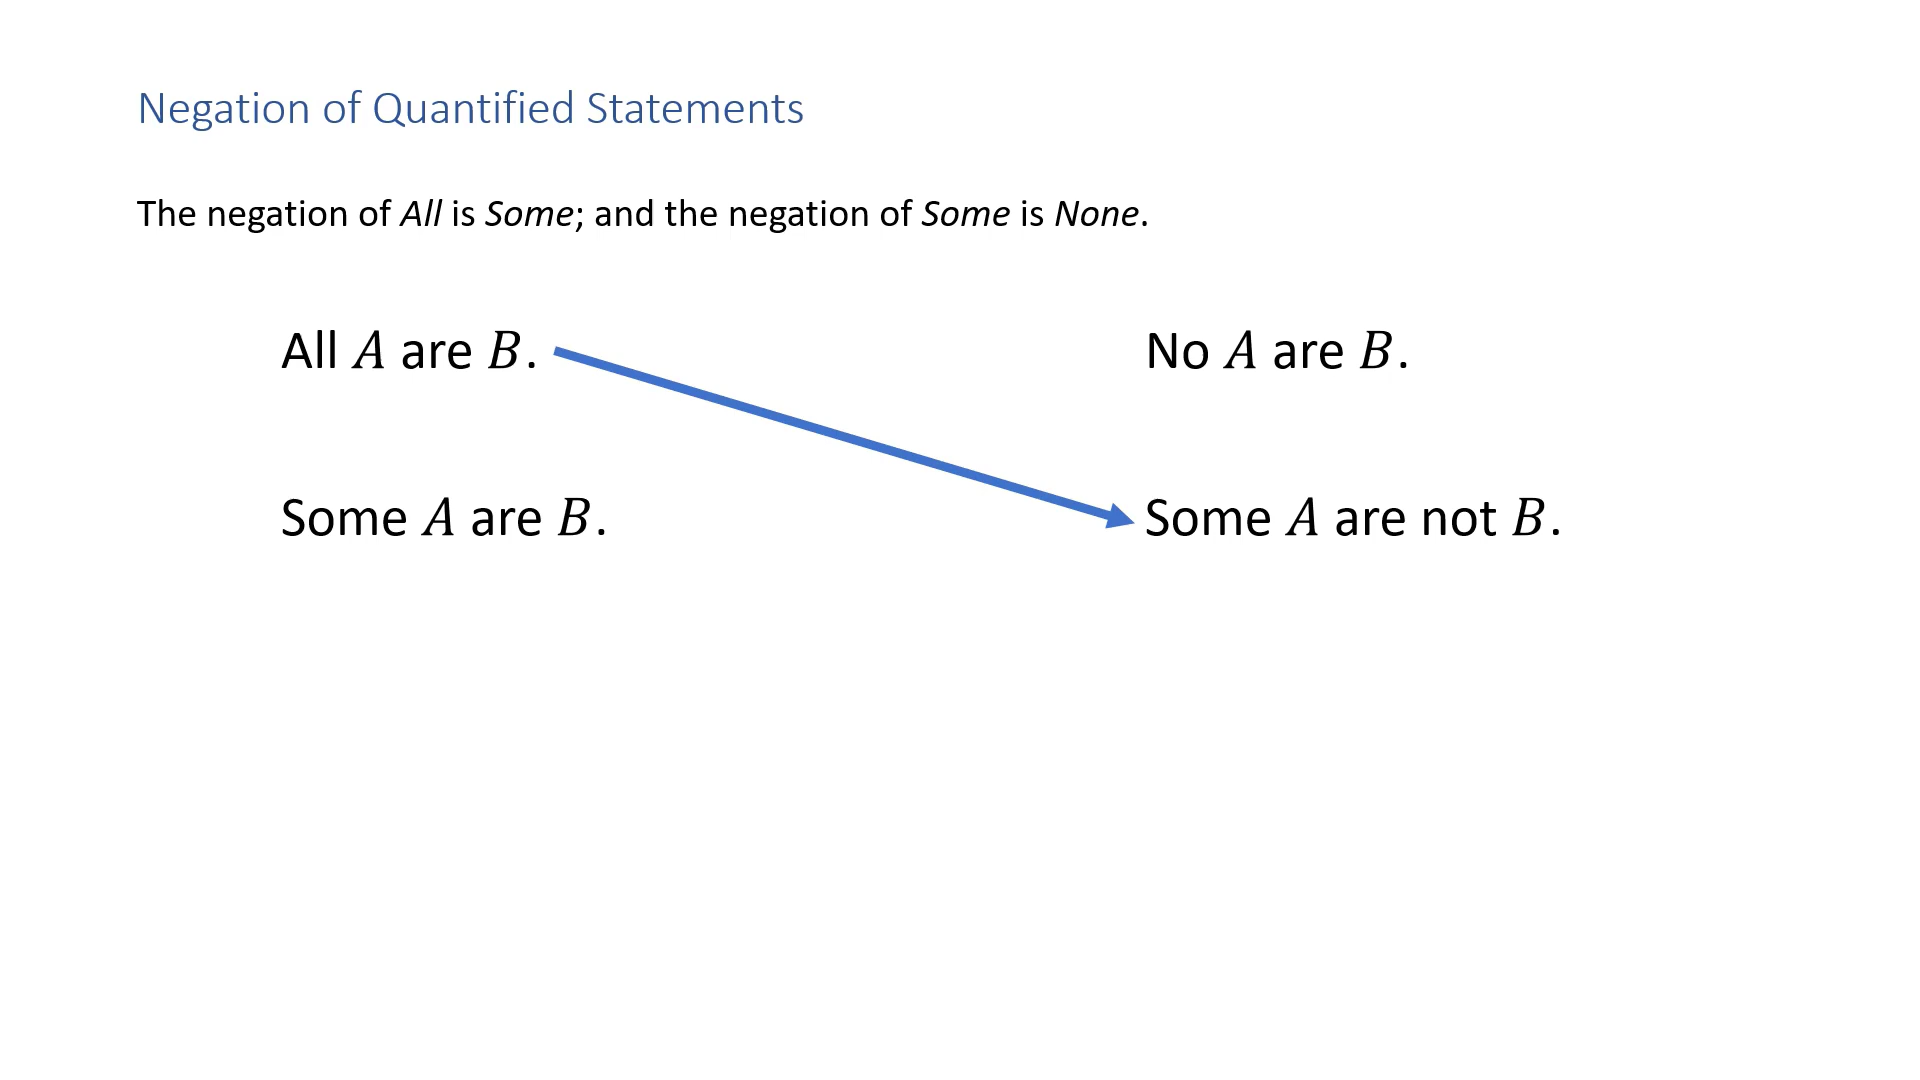 Negation of Quantified Statements
The negation of All is Some; and the negation of Some is None.
All A are B.
No A are B.
Some A are B.
Some A are not B.